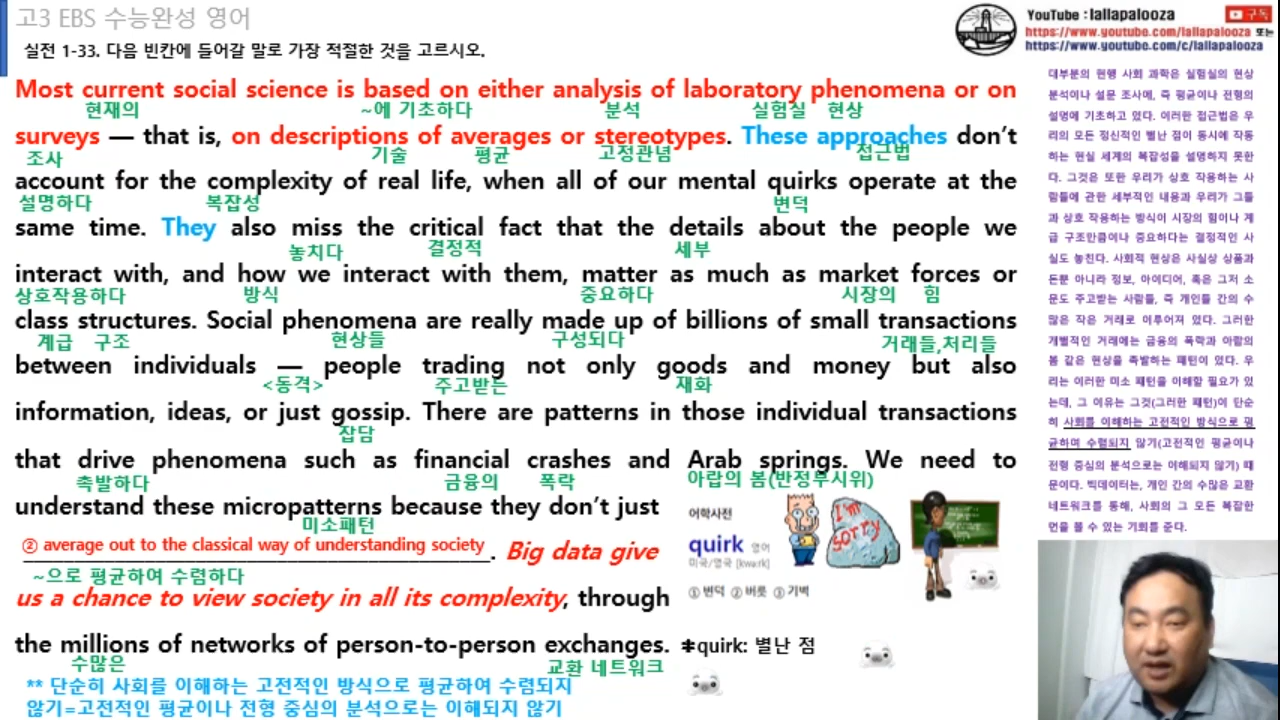 고3 EBS 수능완성 영어
실전 1-33. 다음 빈칸에 들어갈 말로 가장 적절한 것을 고르시오.
YouTube : lallapalooza 구독
https://www.youtube.com/lallapalooza 또는
https://www.youtube.com/c/lallapalooza
Most current social science is based on either analysis of laboratory phenomena or on
현재의 ~에 기초하다 분석 실험실 현상
surveys — that is, on descriptions of averages or stereotypes. These approaches don't
조사 기술 평균 고정관념 접근법
account for the complexity of real life, when all of our mental quirks operate at the
설명하다 복잡성 변덕
same time. They also miss the critical fact that the details about the people we
놓치다 결정적 세부
interact with, and how we interact with them, matter as much as market forces or
상호작용하다 방식 중요하다 시장의 힘
class structures. Social phenomena are really made up of billions of small transactions
계급 구조 현상들 구성되다 거래들,처리들
between individuals — people trading not only goods and money but also
<동격> 주고받는 재화
information, ideas, or just gossip. There are patterns in those individual transactions
잡담
that drive phenomena such as financial crashes and Arab springs. We need to
촉발하다 금융의 폭락 아랍의 봄(반정부시위)
understand these micropatterns because they don't just
미소패턴
② average out to the classical way of understanding society. Big data give
~으로 평균하여 수렴하다
us a chance to view society in all its complexity, through
the millions of networks of person-to-person exchanges. ✱quirk: 별난 점
수많은 교환 네트워크
** 단순히 사회를 이해하는 고전적인 방식으로 평균하여 수렴되지
않기=고전적인 평균이나 전형 중심의 분석으로는 이해되지 않기
어학사전
quirk 영어
미국/영국 [kwɜːrk]
①변덕 ②버릇 ③기벽
I'm
sorry
대부분의 현행 사회 과학은 실험실의 현상
분석이나 설문 조사에, 즉 평균이나 전형의
설명에 기초하고 있다. 이러한 접근법은 우
리의 모든 정신적인 별난 점이 동시에 작동
하는 현실 세계의 복잡성을 설명하지 못한
다. 그것은 또한 우리가 상호 작용하는 사
람들에 관한 세부적인 내용과 우리가 그들
과 상호 작용하는 방식이 시장의 힘이나 계
급 구조만큼이나 중요하다는 결정적인 사
실도 놓친다. 사회적 현상은 사실상 상품과
돈뿐 아니라 정보, 아이디어, 혹은 그저 소
문도 주고받는 사람들, 즉 개인들 간의 수
많은 작은 거래로 이루어져 있다. 그러한
개별적인 거래에는 금융의 폭락과 아랍의
봄 같은 현상을 촉발하는 패턴이 있다. 우
리는 이러한 미소 패턴을 이해할 필요가 있
는데, 그 이유는 그것(그러한 패턴)이 단순
히 사회를 이해하는 고전적인 방식으로 평
균하여 수렴되지 않기(고전적인 평균이나
전형 중심의 분석으로는 이해되지 않기) 때
문이다. 빅데이터는, 개인 간의 수많은 교환
네트워크를 통해, 사회의 그 모든 복잡한
면을 볼 수 있는 기회를 준다.